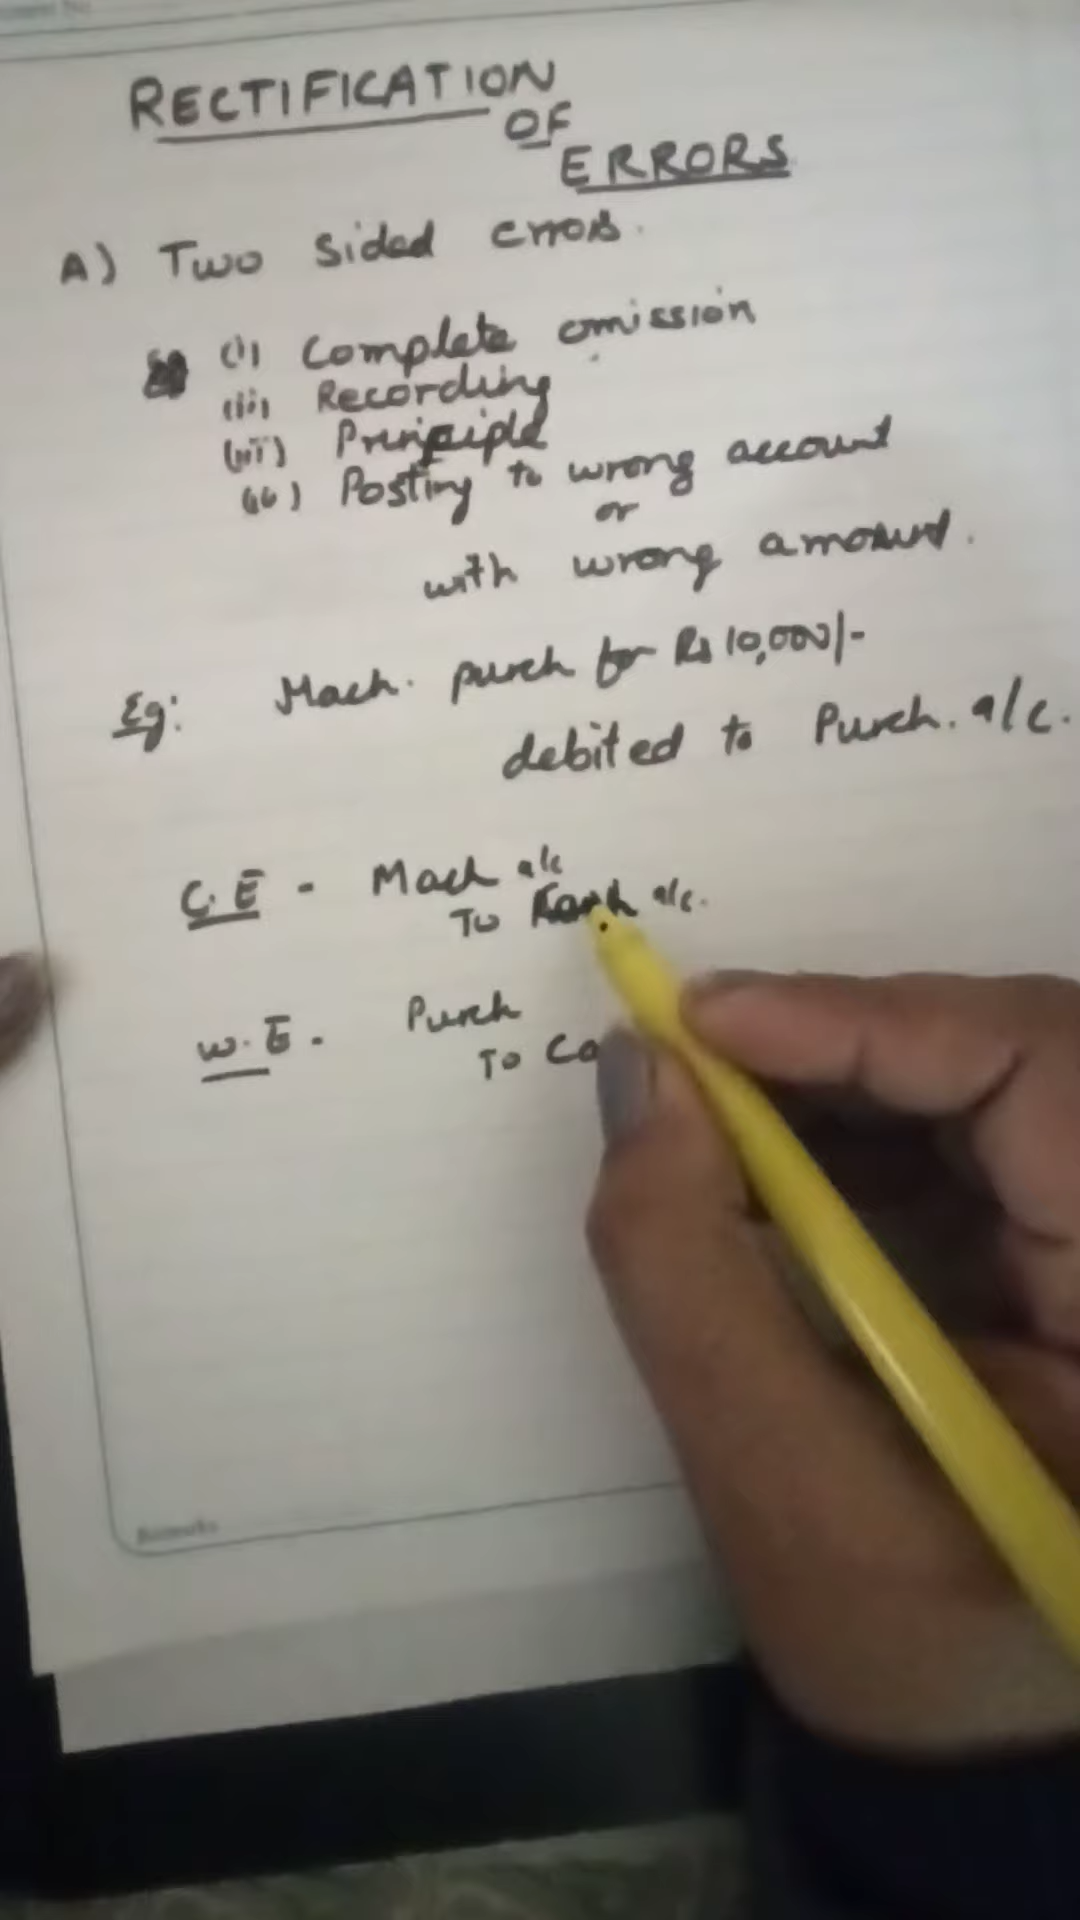 RECTIFICATION
OF
ERRORS
A) Two Sided errors.
(i) Complete omission
(ii) Recording
(iii) Principle
(iv) Posting to wrong account
or
with wrong amount.
Eg: Mach. purch for Rs 10,000/-
debited to Purch. a/c.
C.E - Mach a/c
To Cash a/c.
W.E. Purch
To Ca
Remarks